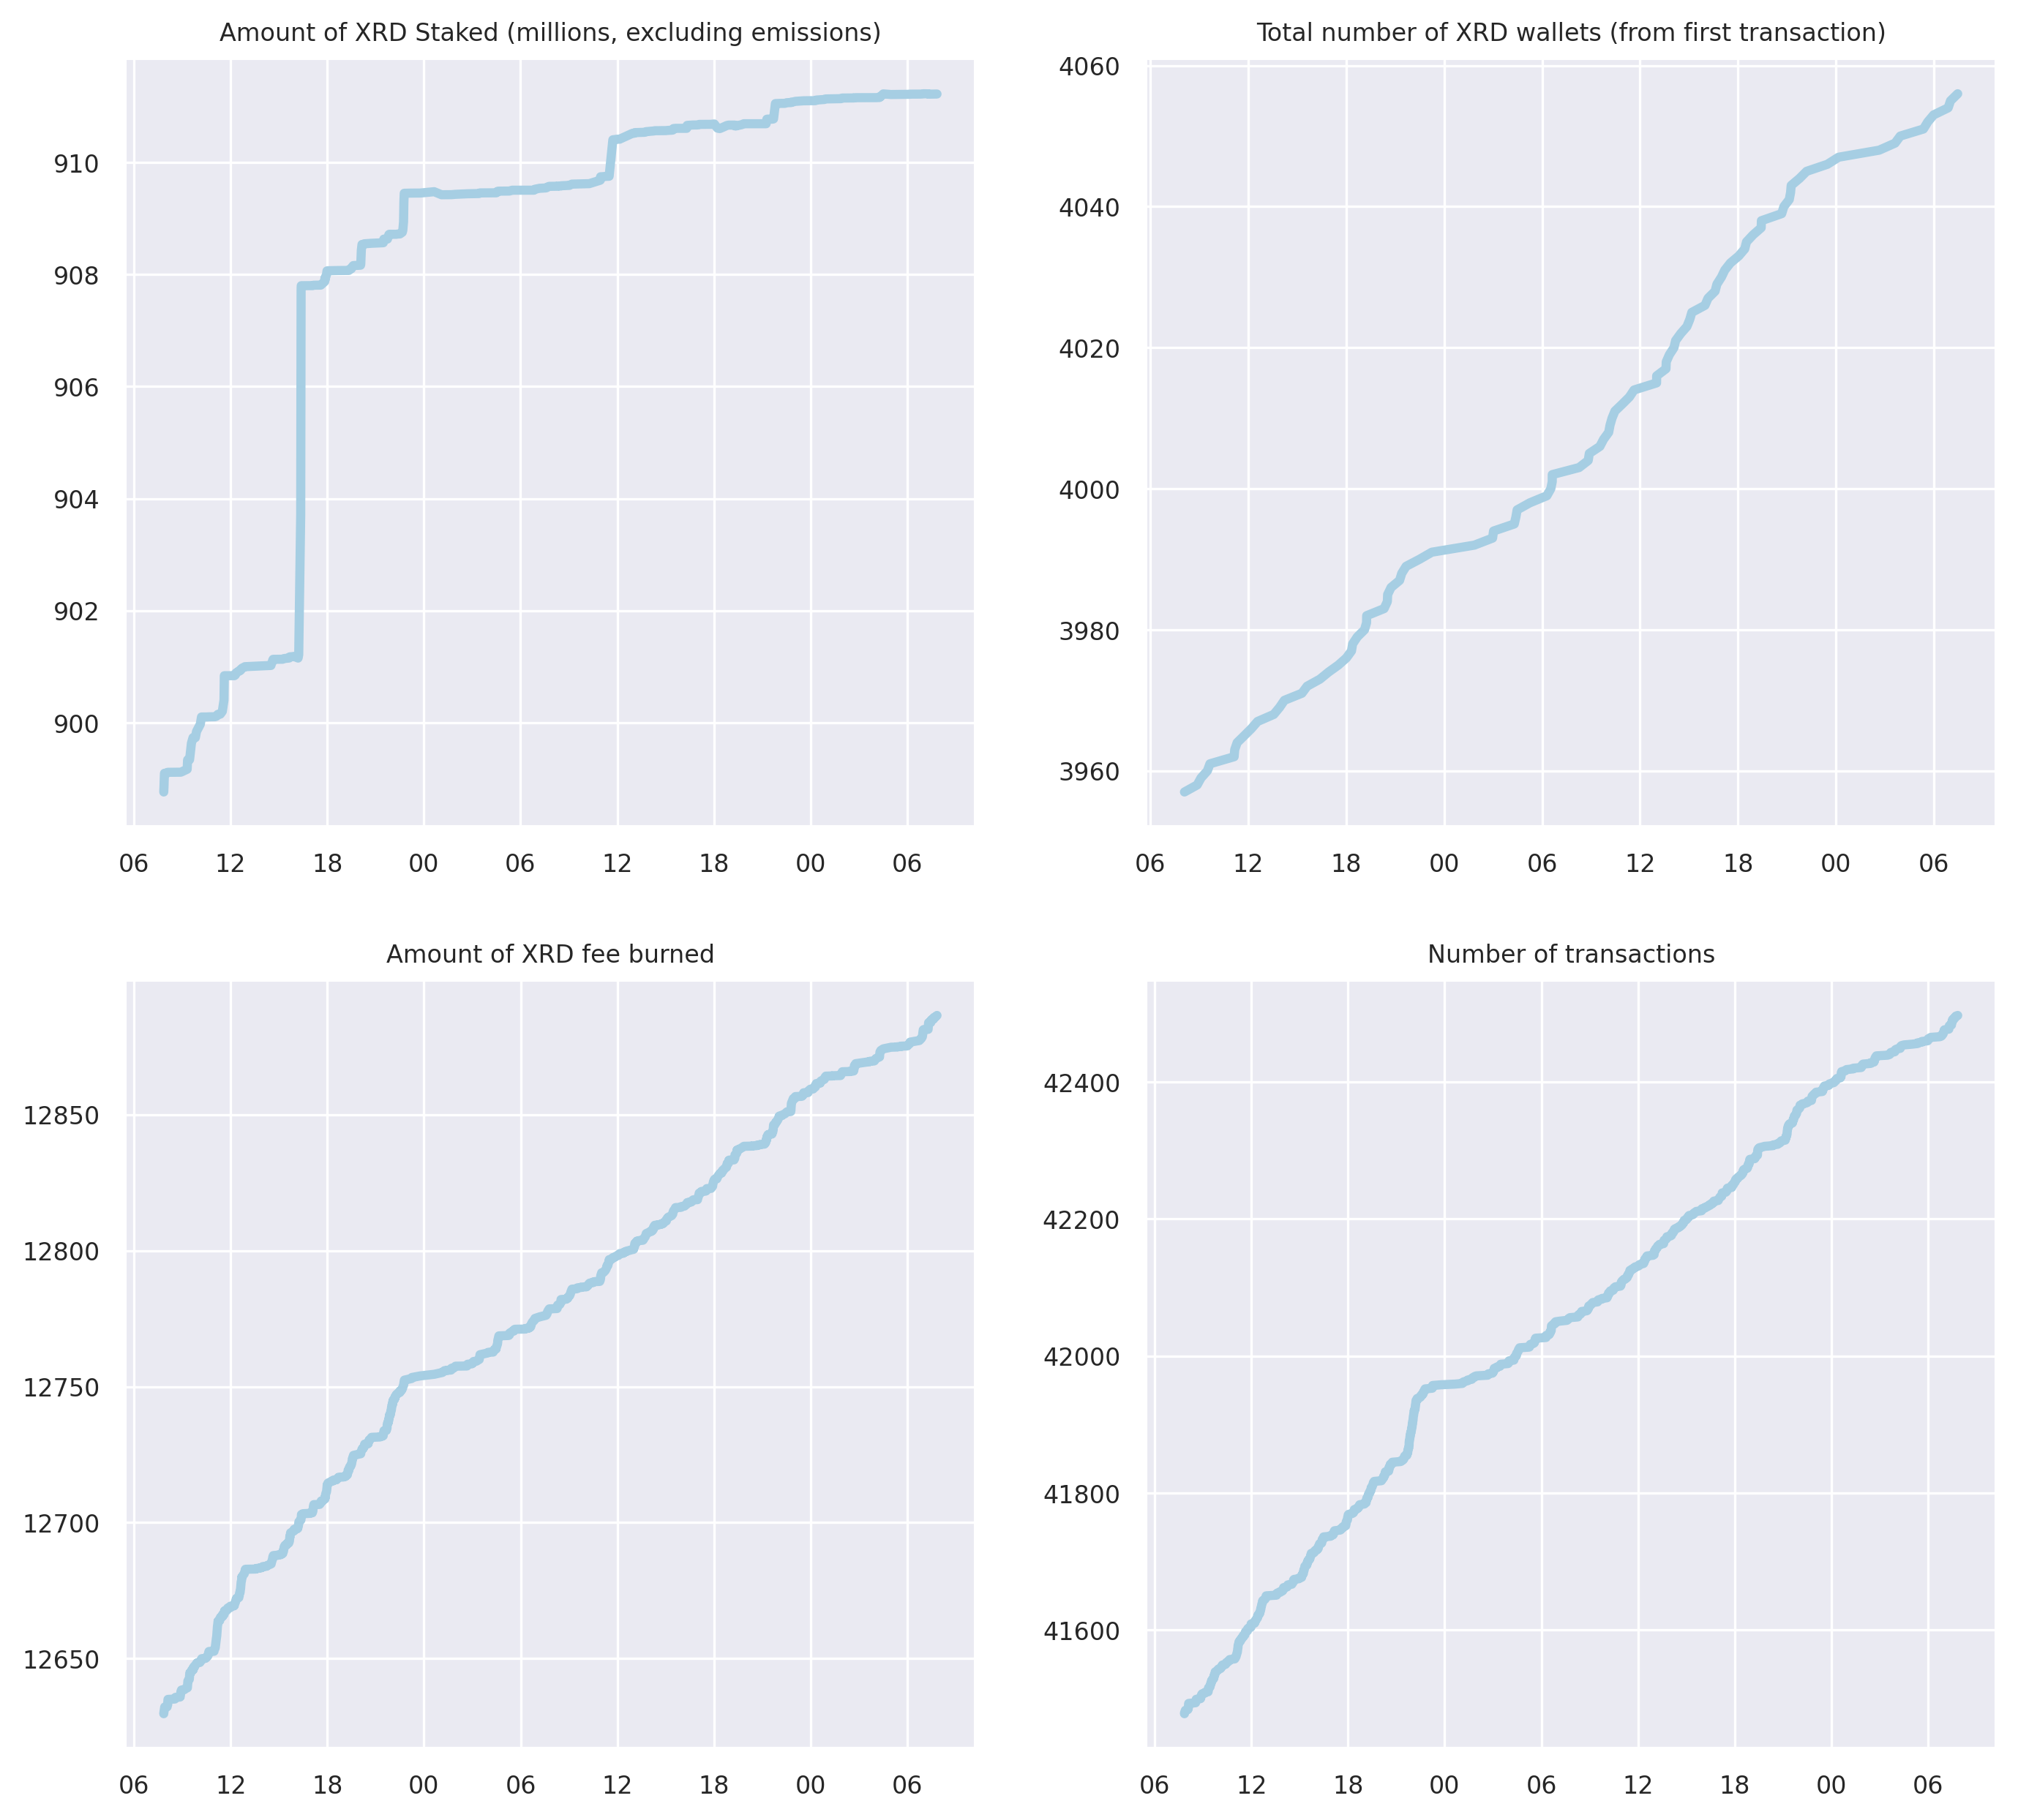 Amount of XRD Staked (millions, excluding emissions)
910
908
906
904
902
900
06 12 18 00 06 12 18 00 06
Total number of XRD wallets (from first transaction)
4060
4040
4020
4000
3980
3960
06 12 18 00 06 12 18 00 06
Amount of XRD fee burned
12850
12800
12750
12700
12650
06 12 18 00 06 12 18 00 06
Number of transactions
42400
42200
42000
41800
41600
06 12 18 00 06 12 18 00 06